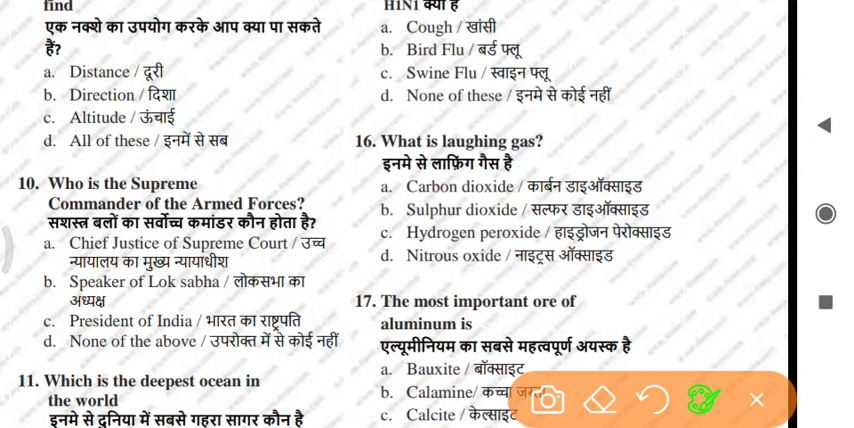 find
एक नक्शे का उपयोग करके आप क्या पा सकते
हैं?
a. Distance / दूरी
b. Direction / दिशा
c. Altitude / ऊंचाई
d. All of these / इनमें से सब
10. Who is the Supreme
Commander of the Armed Forces?
सशस्त्र बलों का सर्वोच्च कमांडर कौन होता है?
a. Chief Justice of Supreme Court / उच्च
न्यायालय का मुख्य न्यायाधीश
b. Speaker of Lok sabha / लोकसभा का
अध्यक्ष
c. President of India / भारत का राष्ट्रपति
d. None of the above / उपरोक्त में से कोई नहीं
11. Which is the deepest ocean in
the world
इनमे से दुनिया में सबसे गहरा सागर कौन है
H1N1 क्या है
a. Cough / खांसी
b. Bird Flu / बर्ड फ्लू
c. Swine Flu / स्वाइन फ्लू
d. None of these / इनमे से कोई नहीं
16. What is laughing gas?
इनमे से लाफ़िंग गैस है
a. Carbon dioxide / कार्बन डाइऑक्साइड
b. Sulphur dioxide / सल्फर डाइऑक्साइड
c. Hydrogen peroxide / हाइड्रोजन पेरोक्साइड
d. Nitrous oxide / नाइट्रस ऑक्साइड
17. The most important ore of
aluminum is
एल्यूमीनियम का सबसे महत्वपूर्ण अयस्क है
a. Bauxite / बॉक्साइट
b. Calamine/ कच्चा
c. Calcite / केल्साइट